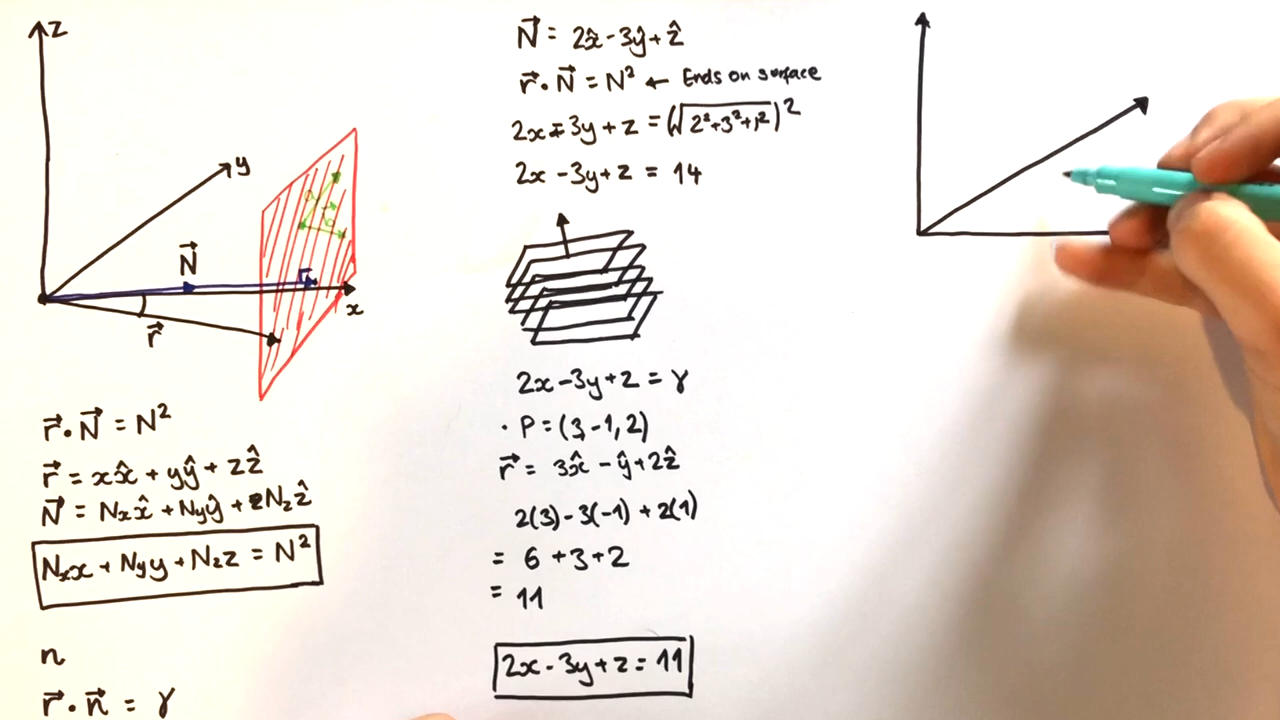 z
y
N⃗
x
r⃗
r⃗ · N⃗ = N²
r⃗ = xx̂ + yŷ + zẑ
N⃗ = Nₓx̂ + Nyŷ + zN_zẑ
Nₓx + Nyy + N_zz = N²
n
r⃗ · n⃗ = γ
N⃗ = 2x̂ - 3ŷ + ẑ
r⃗ · N⃗ = N² ← Ends on surface
2x - 3y + z = (√2²+3²+1²)²
2x - 3y + z = 14
2x - 3y + z = γ
· P = (3, -1, 2)
r⃗ = 3x̂ - ŷ + 2ẑ
2(3) - 3(-1) + 2(1)
= 6 + 3 + 2
= 11
2x - 3y + z = 11